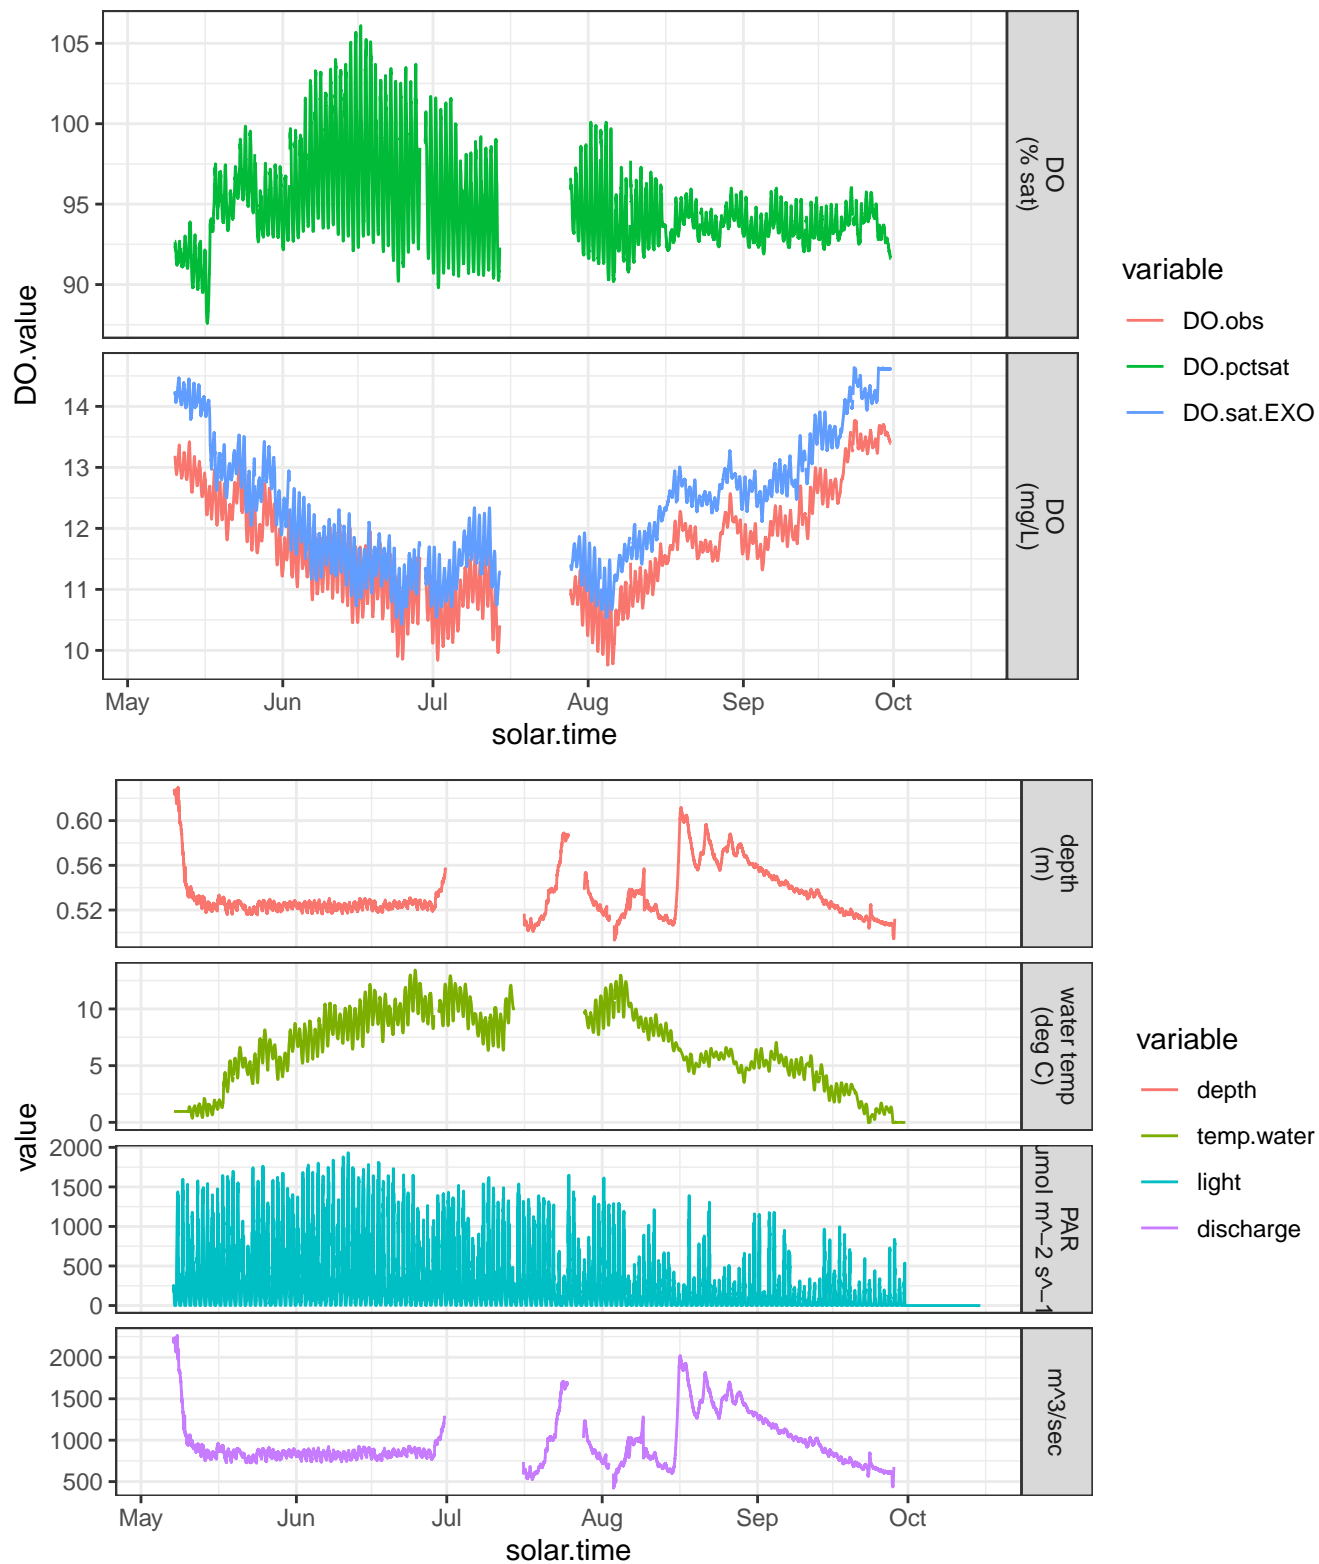 105
100
95
90
DO
(% sat)
14
13
12
11
10
DO
(mg/L)
DO.value
May Jun Jul Aug Sep Oct
solar.time
variable
DO.obs
DO.pctsat
DO.sat.EXO
0.60
0.56
0.52
depth
(m)
10
5
0
water temp
(deg C)
2000
1500
1000
500
0
PAR
umol m^−2 s^−1
2000
1500
1000
500
m^3/sec
value
May Jun Jul Aug Sep Oct
solar.time
variable
depth
temp.water
light
discharge